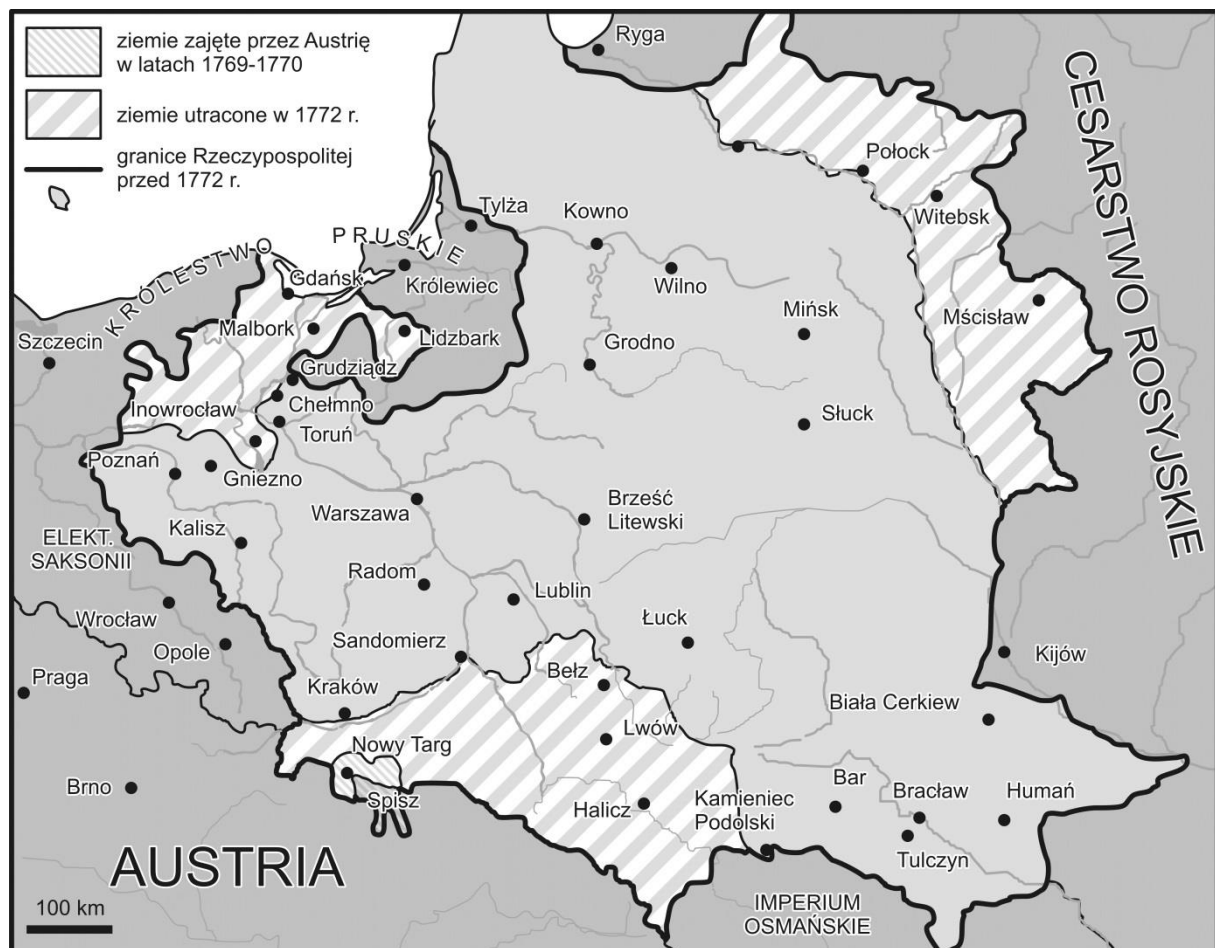 ziemie zajęte przez Austrię
w latach 1769-1770
ziemie utracone w 1772 r.
granice Rzeczypospolitej
przed 1772 r.
Ryga
CESARSTWO ROSYJSKIE
Połock
Witebsk
Tylża
Kowno
KRÓLESTWO PRUSKIE
Gdańsk
Królewiec
Wilno
Mścisław
Malbork
Lidzbark
Mińsk
Szczecin
Grodno
Grudziądz
Chełmno
Inowrocław
Toruń
Słuck
Poznań
Gniezno
Warszawa
Brześć
Litewski
Kalisz
ELEKT.
SAKSONII
Radom
Lublin
Wrocław
Opole
Sandomierz
Łuck
Kijów
Praga
Kraków
Bełz
Biała Cerkiew
Lwów
Nowy Targ
Brno
Spisz
Halicz
Kamieniec
Podolski
Bar
Bracław
Humań
Tulczyn
AUSTRIA
IMPERIUM
OSMAŃSKIE
100 km